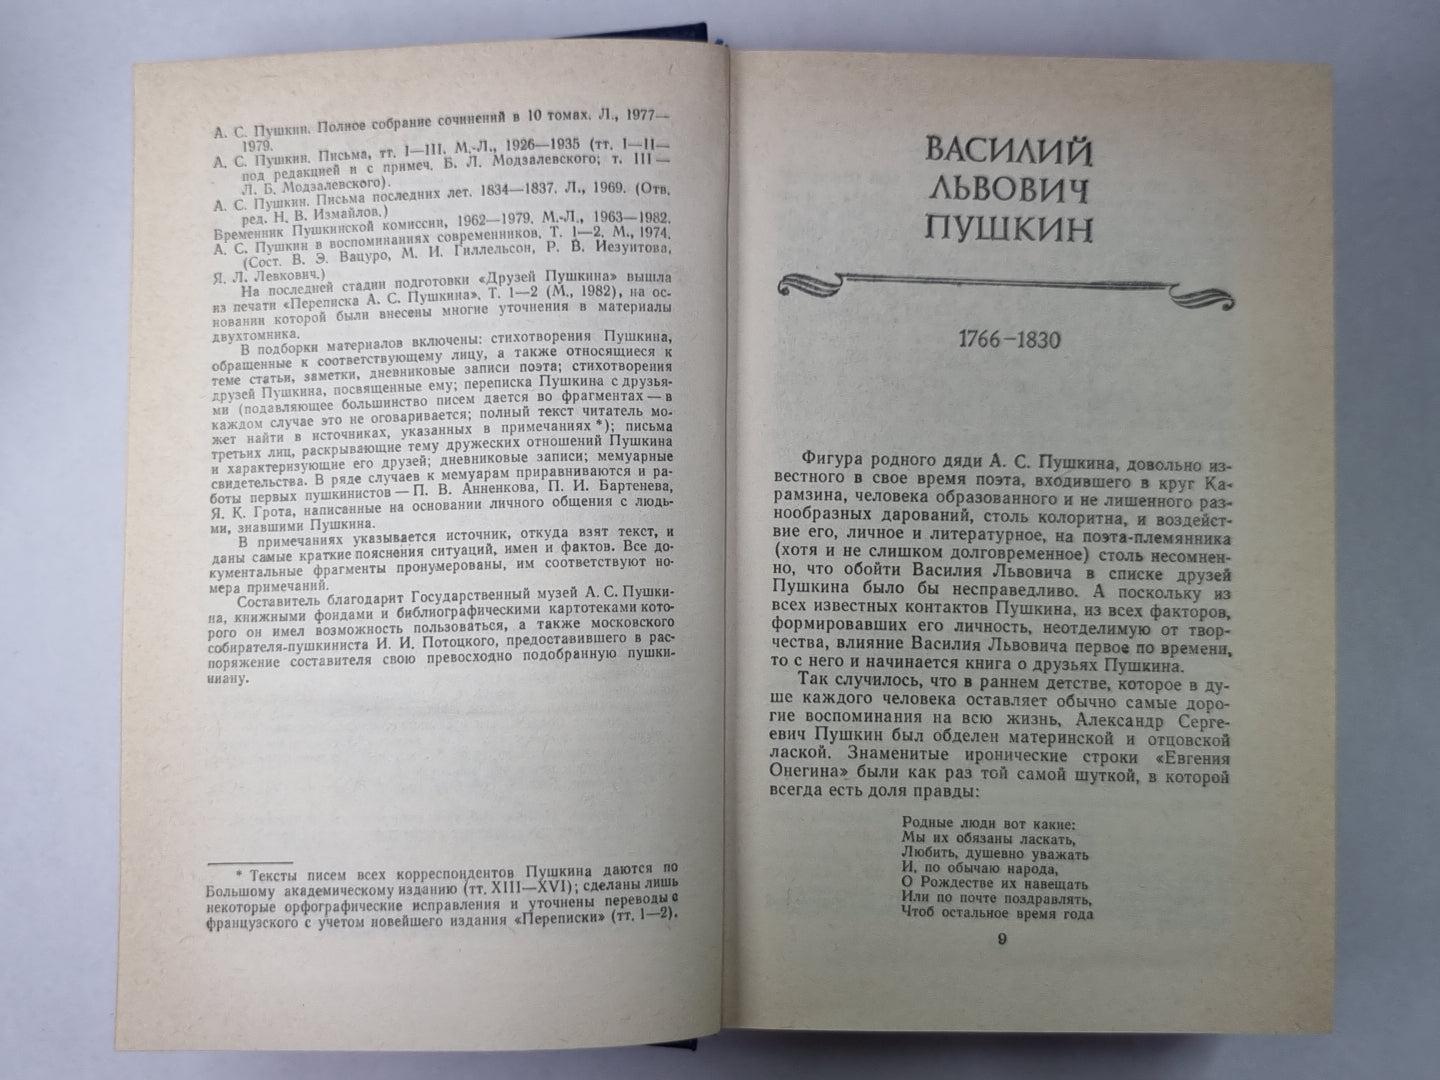 А. С. Пушкин. Полное собрание сочинений в 10 томах. Л., 1977—
1979.
А. С. Пушкин. Письма, тт. I—III. М.-Л., 1926—1935 (тт. I—II—
под редакцией и с примеч. Б. Л. Модзалевского; т. III —
Л. Б. Модзалевского).
А. С. Пушкин. Письма последних лет. 1834—1837. Л., 1969. (Отв.
ред. Н. В. Измайлов.)
Временник Пушкинской комиссии, 1962—1979. М.-Л., 1963—1982.
А. С. Пушкин в воспоминаниях современников. Т. 1—2. М., 1974.
(Сост. В. Э. Вацуро, М. И. Гиллельсон, Р. В. Иезуитова,
Я. Л. Левкович.)
На последней стадии подготовки «Друзей Пушкина» вышла
из печати «Переписка А. С. Пушкина». Т. 1—2 (М., 1982), на ос-
новании которой были внесены многие уточнения в материалы
двухтомника.
В подборки материалов включены: стихотворения Пушкина,
обращенные к соответствующему лицу, а также относящиеся к
теме статьи, заметки, дневниковые записи поэта; стихотворения
друзей Пушкина, посвященные ему; переписка Пушкина с друзья-
ми (подавляющее большинство писем дается во фрагментах — в
каждом случае это не оговаривается; полный текст читатель мо-
жет найти в источниках, указанных в примечаниях *); письма
третьих лиц, раскрывающие тему дружеских отношений Пушкина
и характеризующие его друзей; дневниковые записи; мемуарные
свидетельства. В ряде случаев к мемуарам приравниваются и ра-
боты первых пушкинистов — П. В. Анненкова, П. И. Бартенева,
Я. К. Грота, написанные на основании личного общения с людь-
ми, знавшими Пушкина.
В примечаниях указывается источник, откуда взят текст, и
даны самые краткие пояснения ситуаций, имен и фактов. Все до-
кументальные фрагменты пронумерованы, им соответствуют но-
мера примечаний.
Составитель благодарит Государственный музей А. С. Пушки-
на, книжными фондами и библиографическими картотеками кото-
рого он имел возможность пользоваться, а также московского
собирателя-пушкиниста И. И. Потоцкого, предоставившего в рас-
поряжение составителя свою превосходно подобранную пушки-
ниану.
* Тексты писем всех корреспондентов Пушкина даются по
Большому академическому изданию (тт. XIII—XVI); сделаны лишь
некоторые орфографические исправления и уточнены переводы с
французского с учетом новейшего издания «Переписки» (тт. 1—2).
ВАСИЛИЙ
ЛЬВОВИЧ
ПУШКИН
1766—1830
Фигура родного дяди А. С. Пушкина, довольно из-
вестного в свое время поэта, входившего в круг Ка-
рамзина, человека образованного и не лишенного раз-
нообразных дарований, столь колоритна, и воздейст-
вие его, личное и литературное, на поэта-племянника
(хотя и не слишком долговременное) столь несомнен-
но, что обойти Василия Львовича в списке друзей
Пушкина было бы несправедливо. А поскольку из
всех известных контактов Пушкина, из всех факторов,
формировавших его личность, неотделимую от твор-
чества, влияние Василия Львовича первое по времени,
то с него и начинается книга о друзьях Пушкина.
Так случилось, что в раннем детстве, которое в ду-
ше каждого человека оставляет обычно самые доро-
гие воспоминания на всю жизнь, Александр Серге-
евич Пушкин был обделен материнской и отцовской
лаской. Знаменитые иронические строки «Евгения
Онегина» были как раз той самой шуткой, в которой
всегда есть доля правды:
Родные люди вот какие:
Мы их обязаны ласкать,
Любить, душевно уважать
И, по обычаю народа,
О Рождестве их навещать
Или по почте поздравлять,
Чтоб остальное время года
9